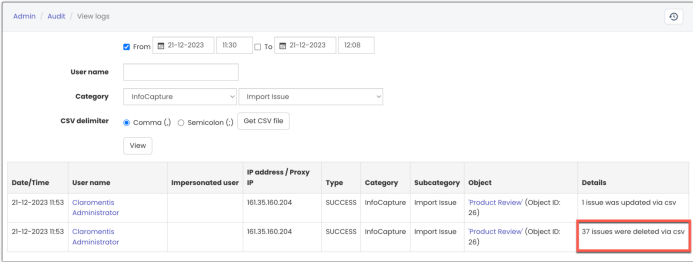 Admin / Audit / View logs
From 21-12-2023 11:30 To 21-12-2023 12:08
User name
Category InfoCapture Import Issue
CSV delimiter Comma (,) Semicolon (;) Get CSV file
View
IP address / Proxy
Date/Time User name Impersonated user IP Type Category Subcategory Object Details
21-12-2023 11:53 Claromentis 161.35.160.204 SUCCESS InfoCapture Import Issue 'Product Review' (Object ID: 1 issue was updated via csv
Administrator 26)
21-12-2023 11:53 Claromentis 161.35.160.204 SUCCESS InfoCapture Import Issue 'Product Review' (Object ID: 37 issues were deleted via csv
Administrator 26)